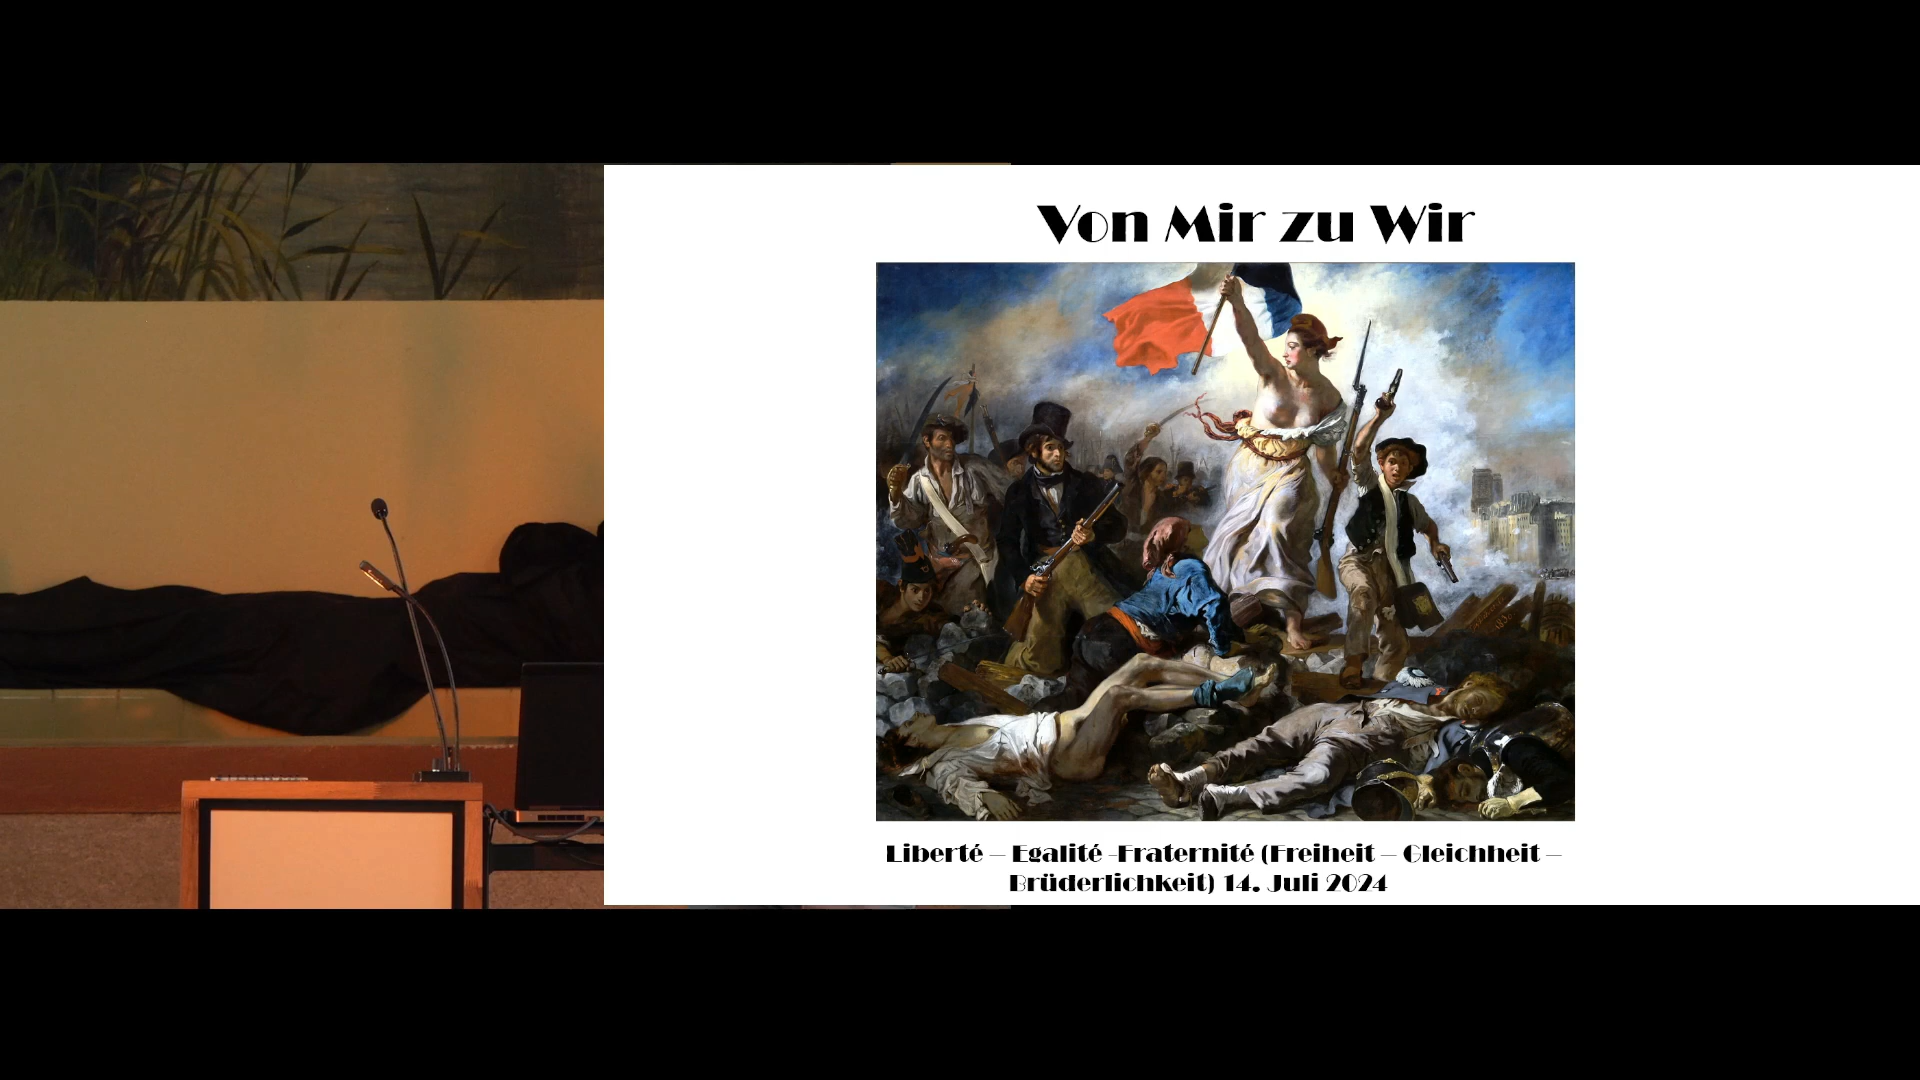 Von Mir zu Wir
Liberté – Egalité -Fraternité (Freiheit – Gleichheit –
Brüderlichkeit) 14. Juli 2024